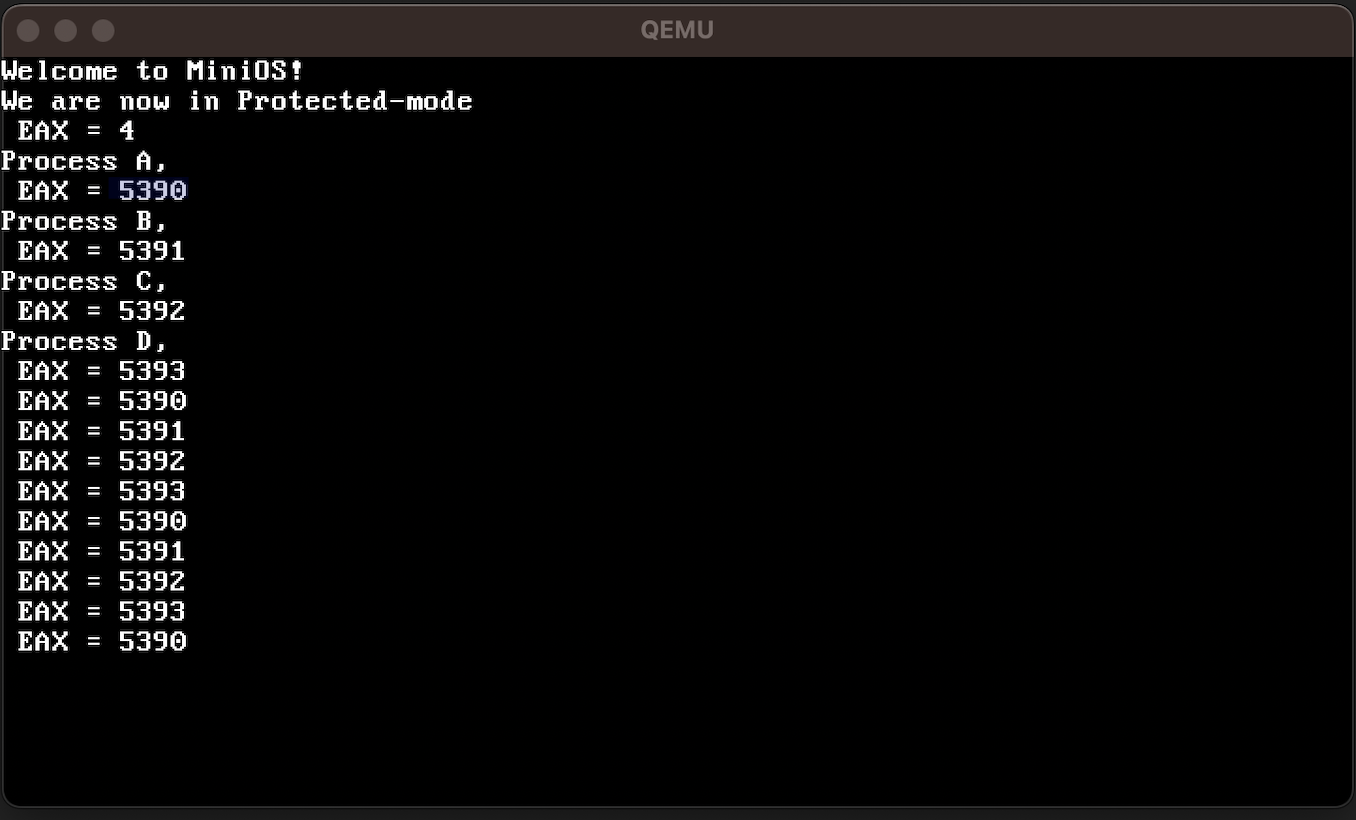 QEMU
Welcome to MiniOS!
We are now in Protected-mode
 EAX = 4
Process A,
 EAX = 5390
Process B,
 EAX = 5391
Process C,
 EAX = 5392
Process D,
 EAX = 5393
 EAX = 5390
 EAX = 5391
 EAX = 5392
 EAX = 5393
 EAX = 5390
 EAX = 5391
 EAX = 5392
 EAX = 5393
 EAX = 5390